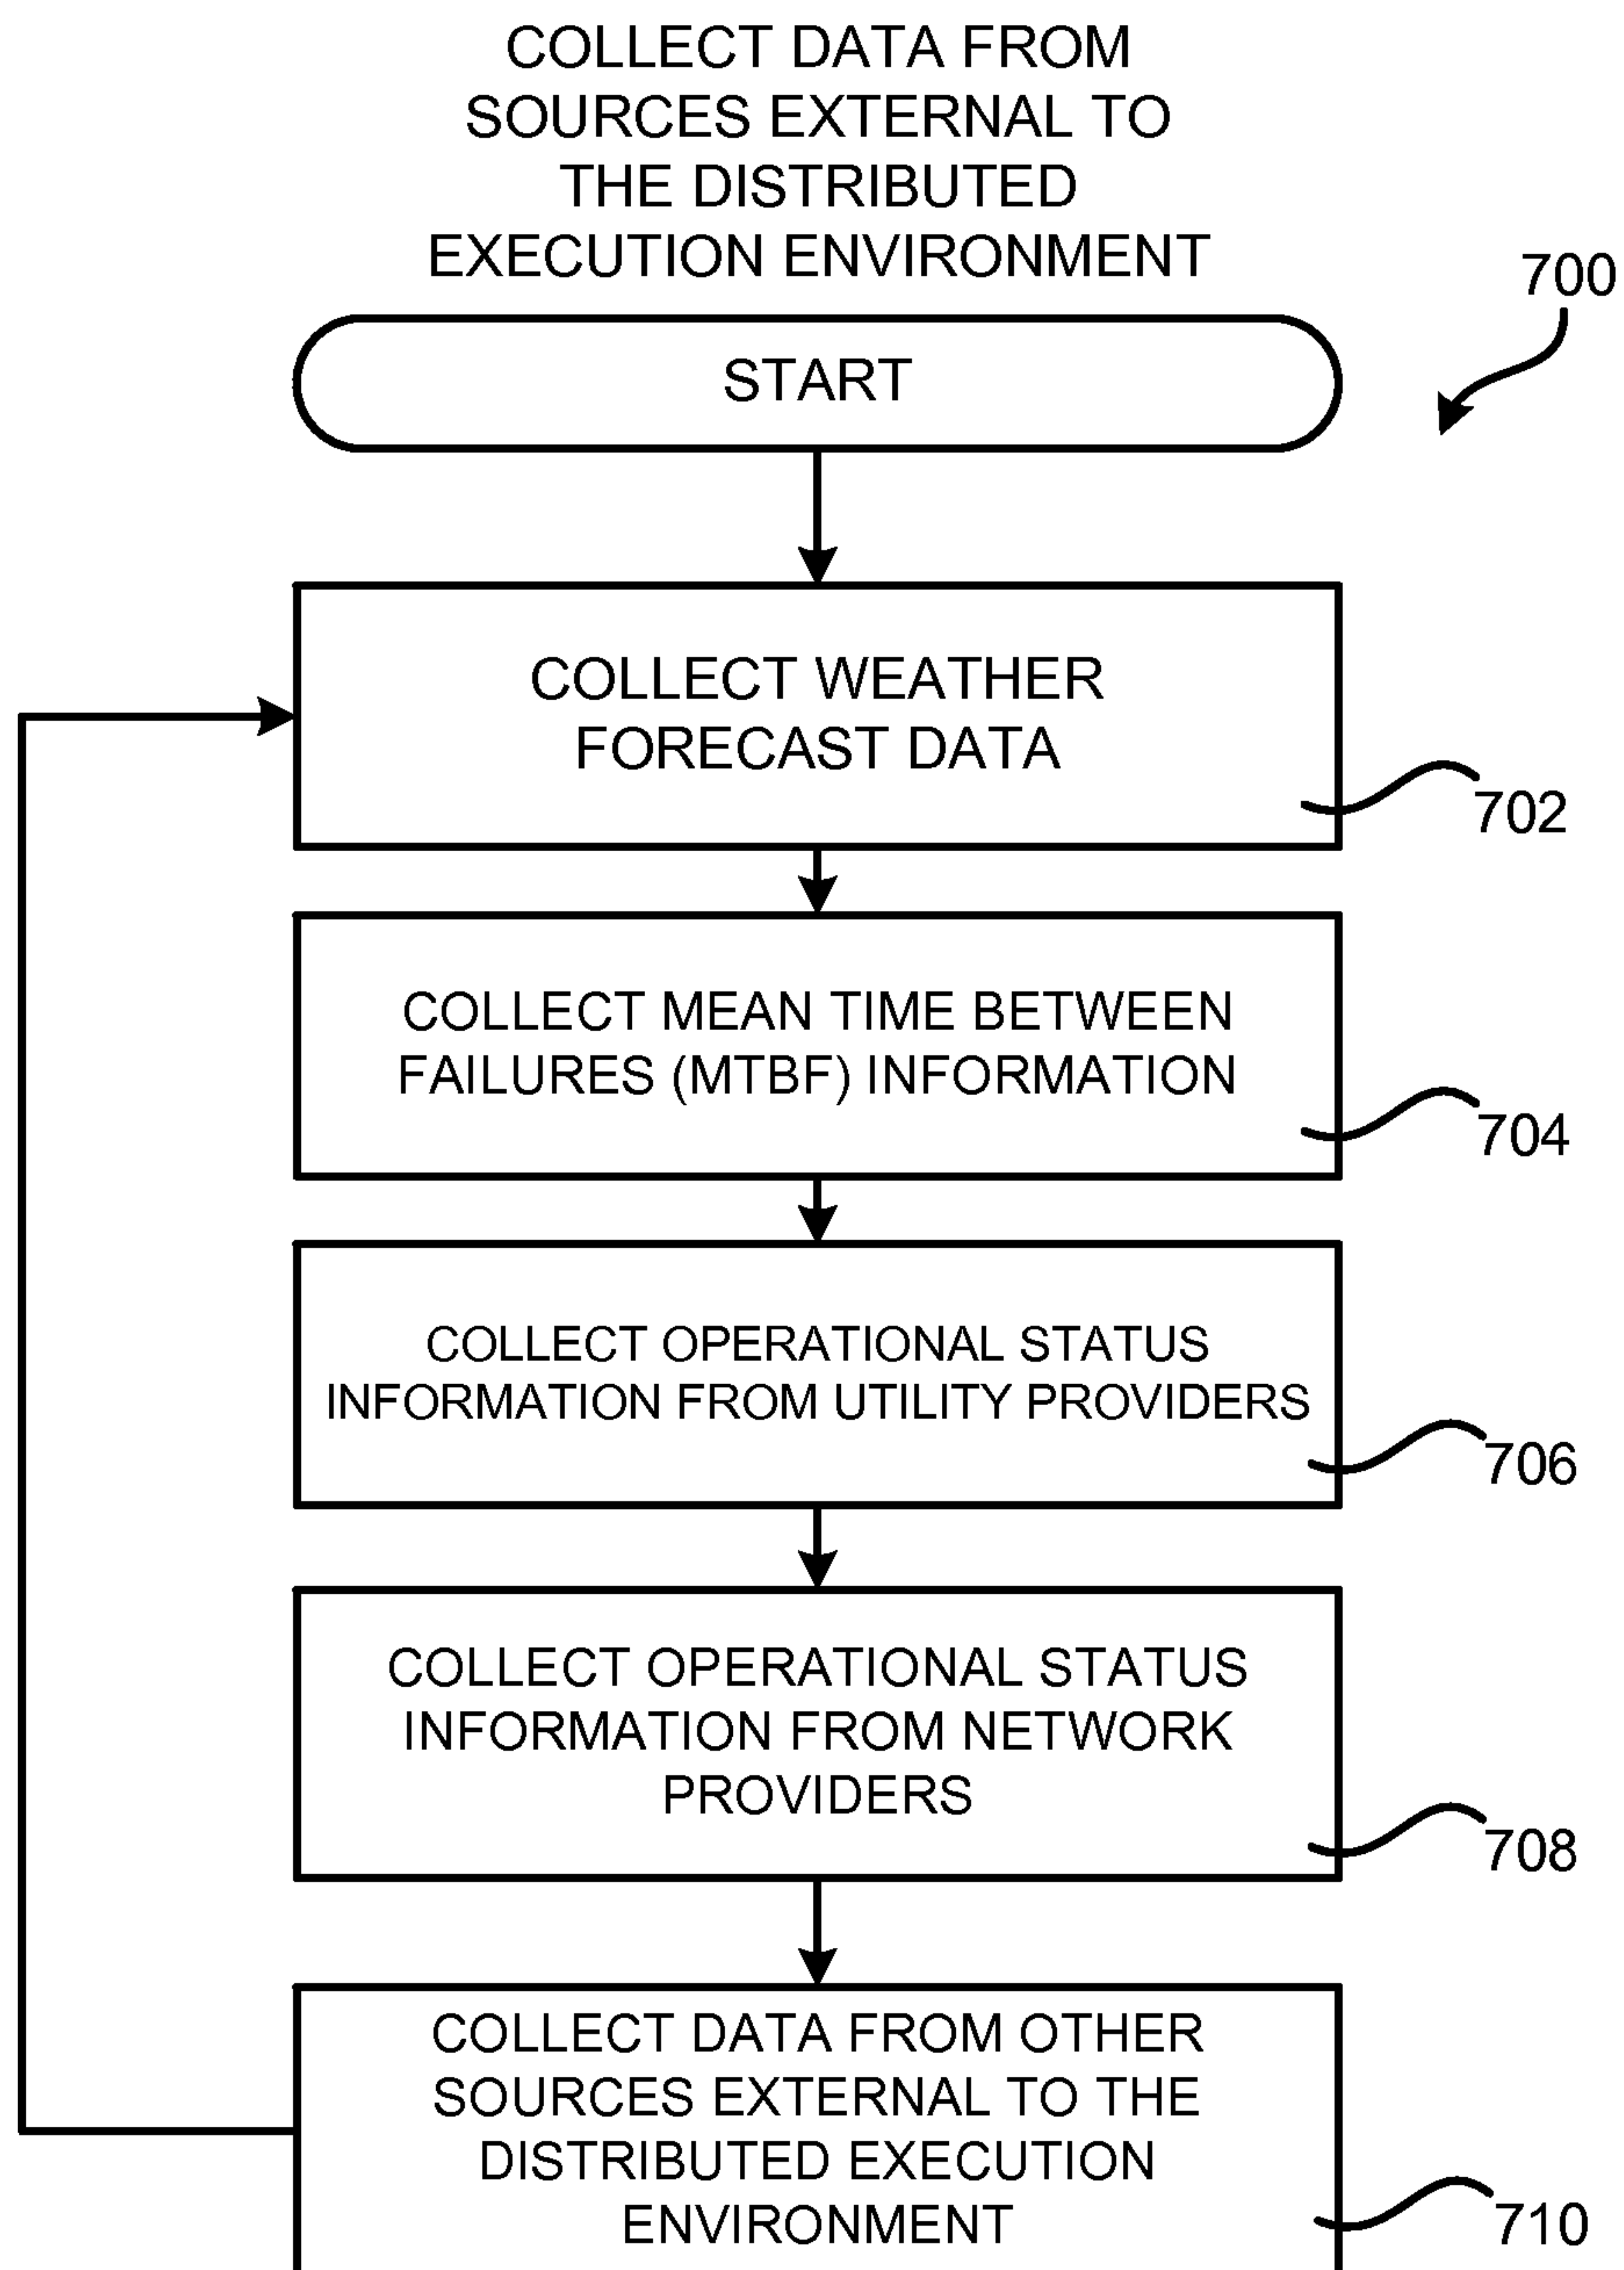 COLLECT DATA FROM
SOURCES EXTERNAL TO
THE DISTRIBUTED
EXECUTION ENVIRONMENT
700
START
COLLECT WEATHER
FORECAST DATA
702
COLLECT MEAN TIME BETWEEN
FAILURES (MTBF) INFORMATION
704
COLLECT OPERATIONAL STATUS
INFORMATION FROM UTILITY PROVIDERS
706
COLLECT OPERATIONAL STATUS
INFORMATION FROM NETWORK
PROVIDERS
708
COLLECT DATA FROM OTHER
SOURCES EXTERNAL TO THE
DISTRIBUTED EXECUTION
ENVIRONMENT
710